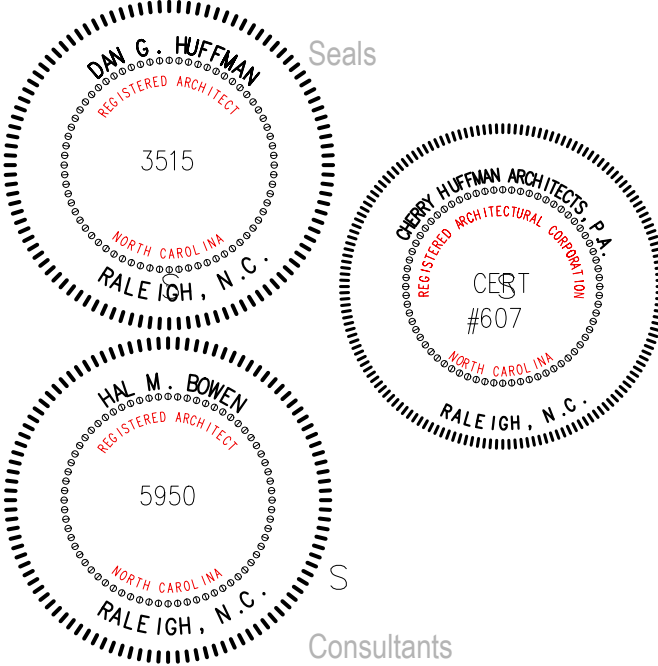 Seals
DAN G. HUFFMAN
REGISTERED ARCHITECT
3515
NORTH CAROLINA
RALEIGH, N.C.
S
CHERRY HUFFMAN ARCHITECTS, P.A.
REGISTERED ARCHITECTURAL CORPORATION
CERT
S
#607
NORTH CAROLINA
RALEIGH, N.C.
HAL M. BOWEN
REGISTERED ARCHITECT
5950
NORTH CAROLINA
RALEIGH, N.C.
S
Consultants